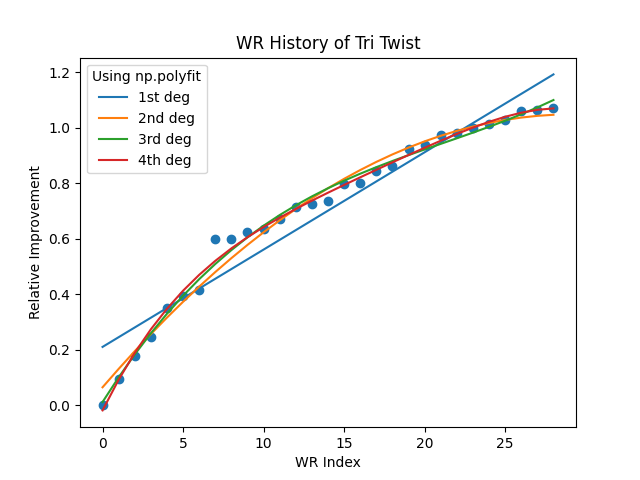 WR History of Tri Twist
Using np.polyfit
1st deg
2nd deg
3rd deg
4th deg
Relative Improvement
1.2
1.0
0.8
0.6
0.4
0.2
0.0
0 5 10 15 20 25
WR Index